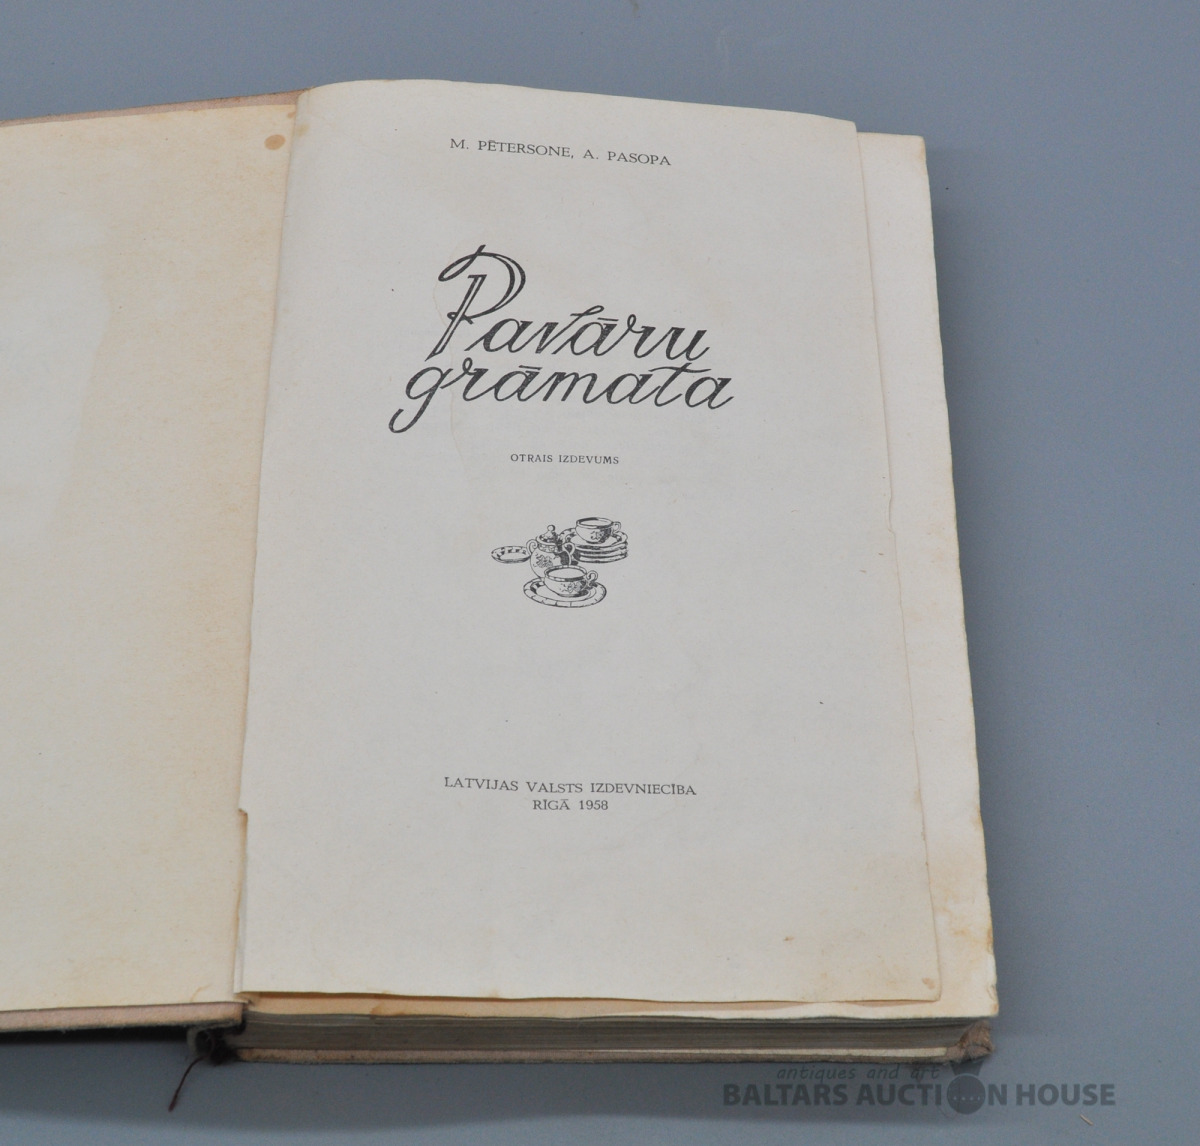 M. PĒTERSONE, A. PASOPA
Pavāru
grāmata
OTRAIS IZDEVUMS
LATVIJAS VALSTS IZDEVNIECĪBA
RĪGĀ 1958
antiques and art
BALTARS AUCTION HOUSE